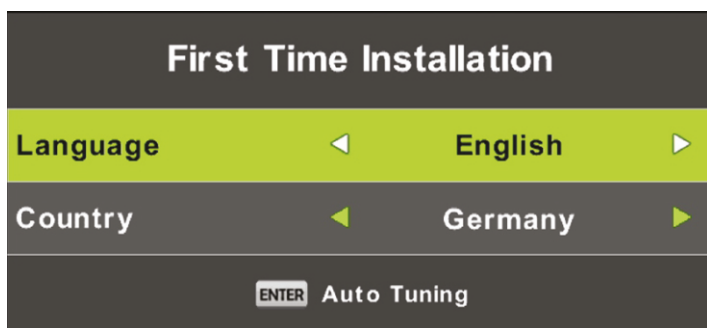 First Time Installation
Language English
Country Germany
ENTER Auto Tuning